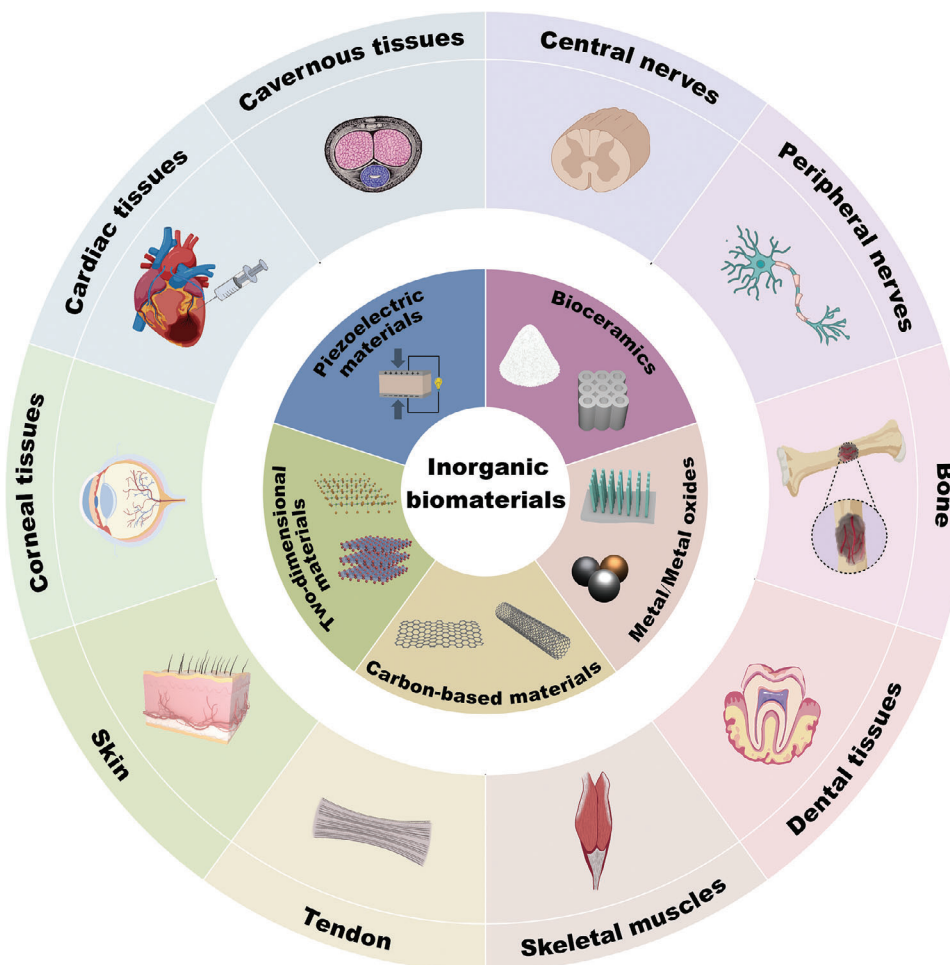 Cavernous tissues
Central nerves
Peripheral nerves
Bone
Dental tissues
Skeletal muscles
Tendon
Skin
Corneal tissues
Cardiac tissues
Piezoelectric
materials
Bioceramics
Metal/Metal oxides
Carbon-based materials
Two-dimensional
materials
Inorganic
biomaterials